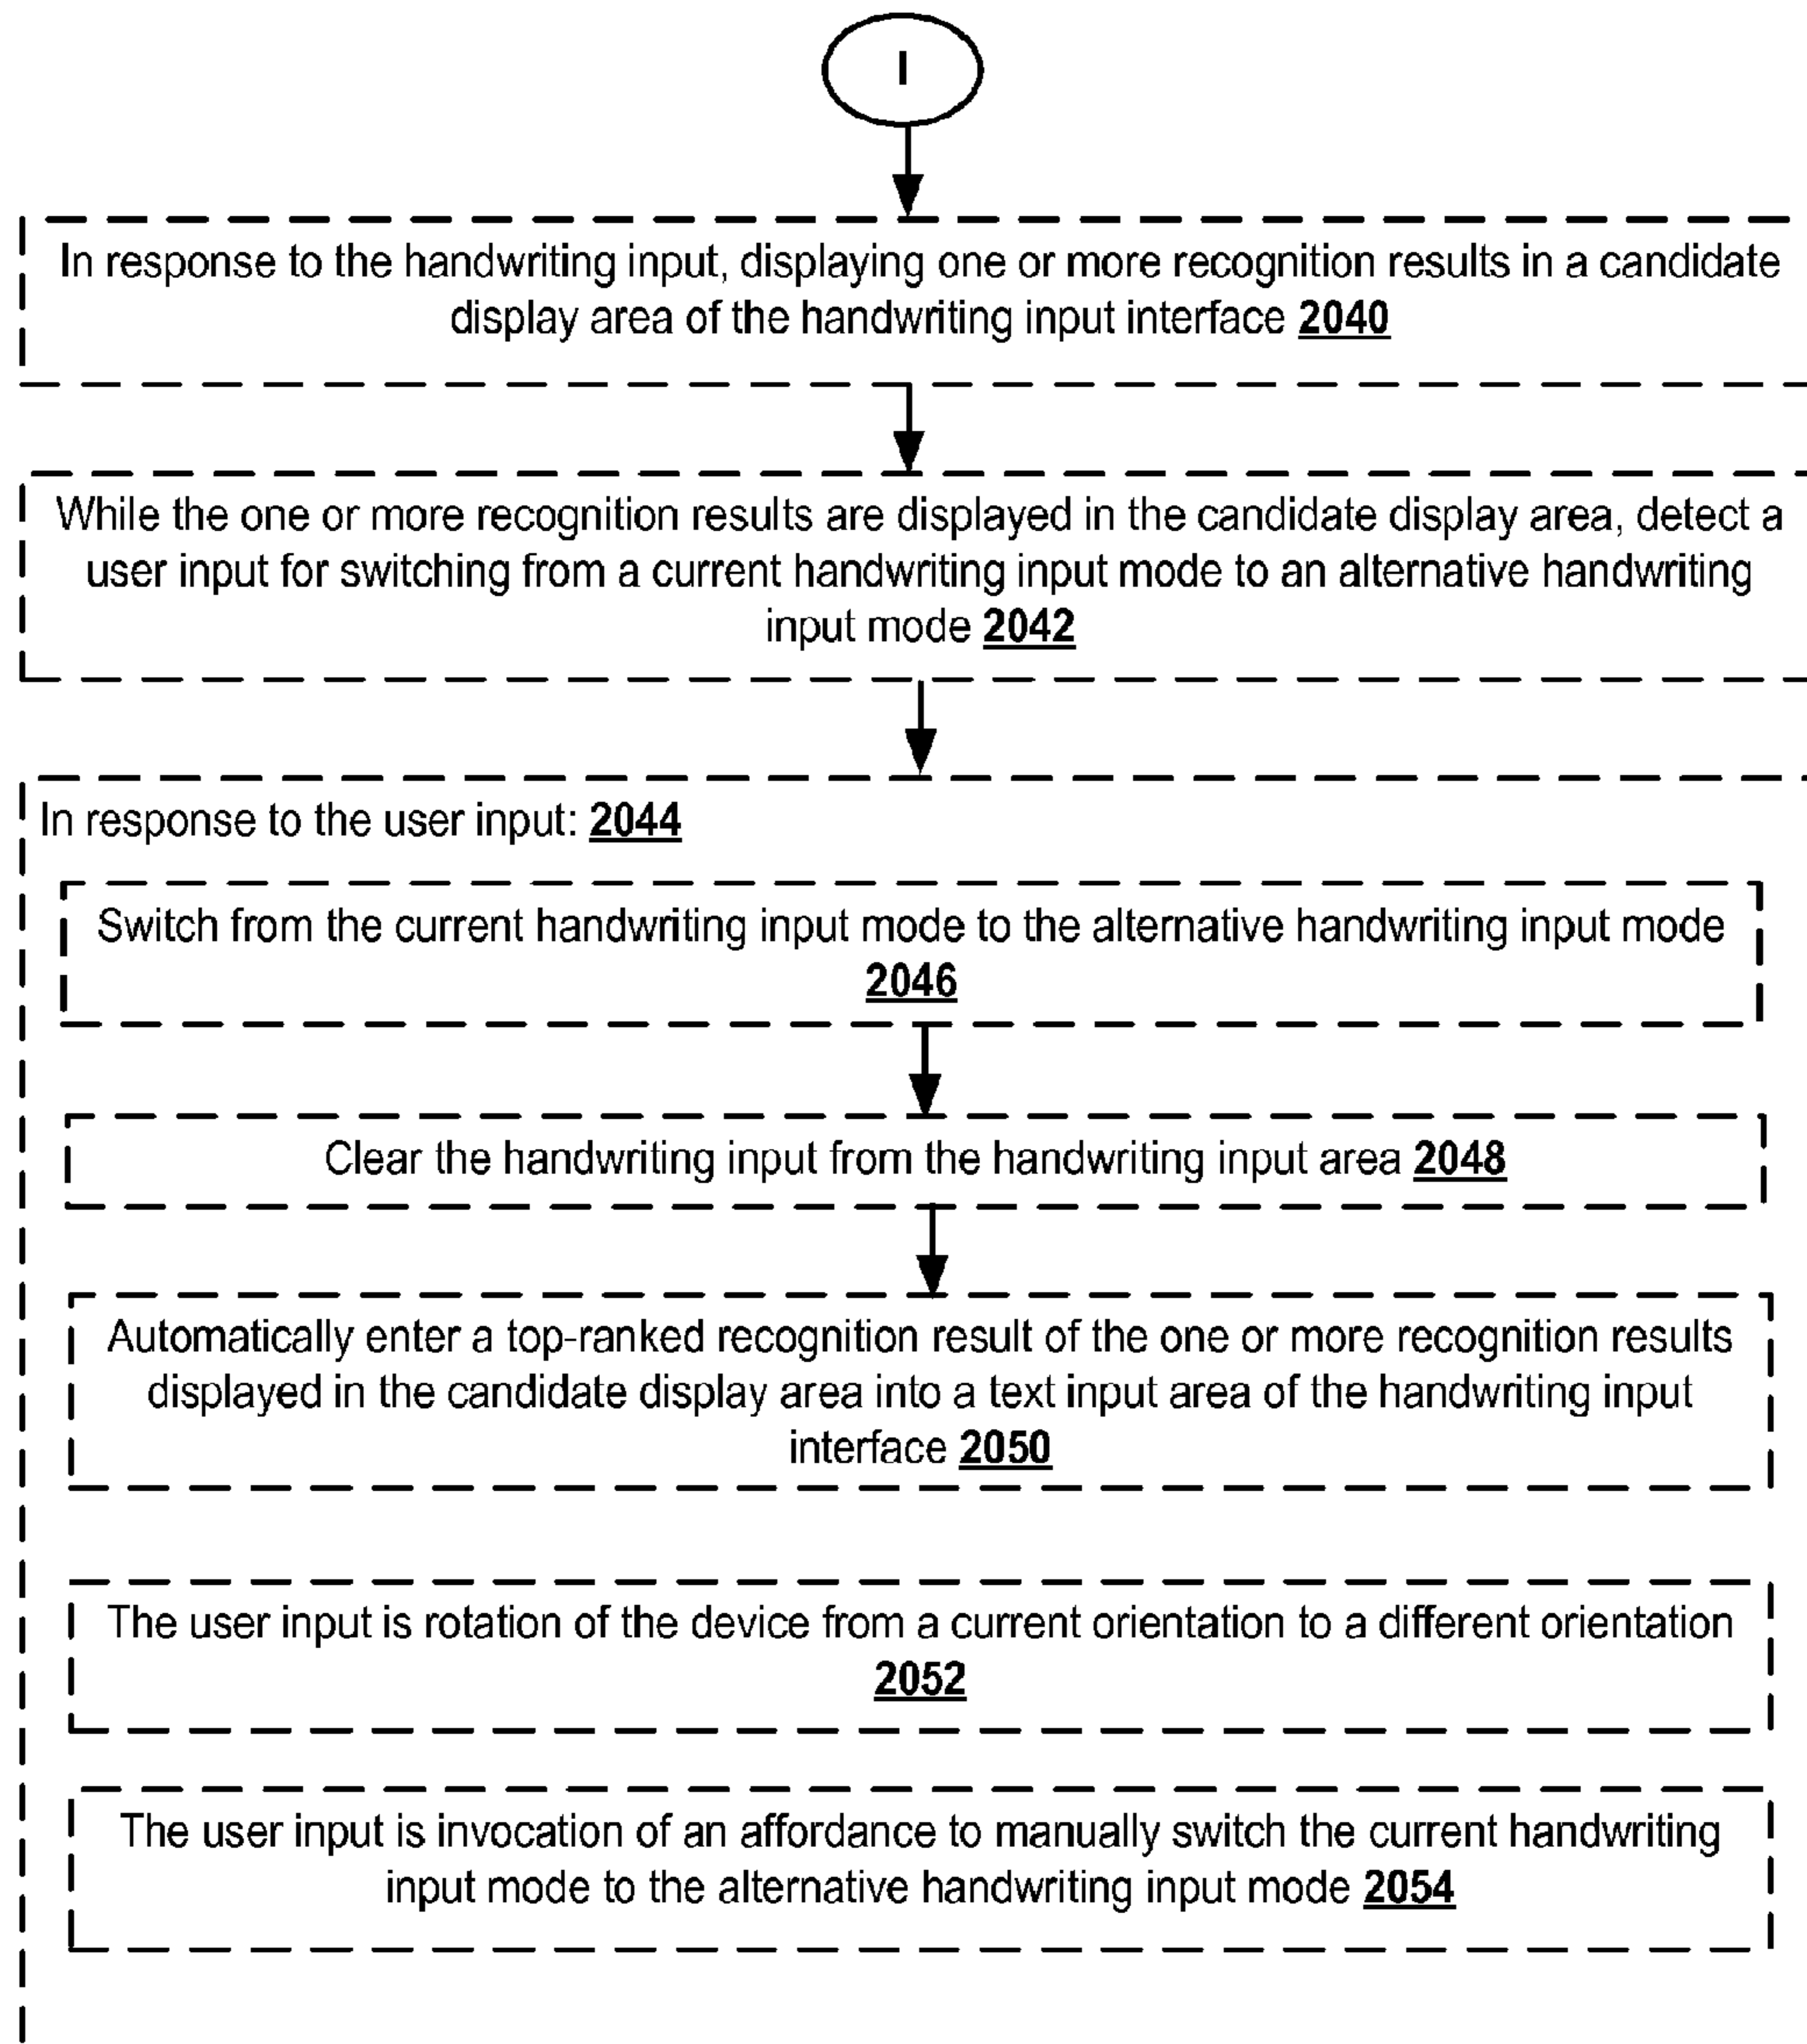 I
In response to the handwriting input, displaying one or more recognition results in a candidate
display area of the handwriting input interface 2040
While the one or more recognition results are displayed in the candidate display area, detect a
user input for switching from a current handwriting input mode to an alternative handwriting
input mode 2042
In response to the user input: 2044
Switch from the current handwriting input mode to the alternative handwriting input mode
2046
Clear the handwriting input from the handwriting input area 2048
Automatically enter a top-ranked recognition result of the one or more recognition results
displayed in the candidate display area into a text input area of the handwriting input
interface 2050
The user input is rotation of the device from a current orientation to a different orientation
2052
The user input is invocation of an affordance to manually switch the current handwriting
input mode to the alternative handwriting input mode 2054